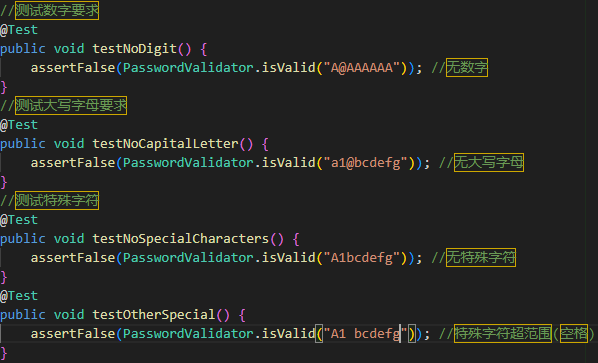 //测试数字要求
@Test
public void testNoDigit() {
    assertFalse(PasswordValidator.isValid("A@AAAAAA")); //无数字
}
//测试大写字母要求
@Test
public void testNoCapitalLetter() {
    assertFalse(PasswordValidator.isValid("a1@bcdefg")); //无大写字母
}
//测试特殊字符
@Test
public void testNoSpecialCharacters() {
    assertFalse(PasswordValidator.isValid("A1bcdefg")); //无特殊字符
}
@Test
public void testOtherSpecial() {
    assertFalse(PasswordValidator.isValid("A1 bcdefg")); //特殊字符超范围(空格)
}